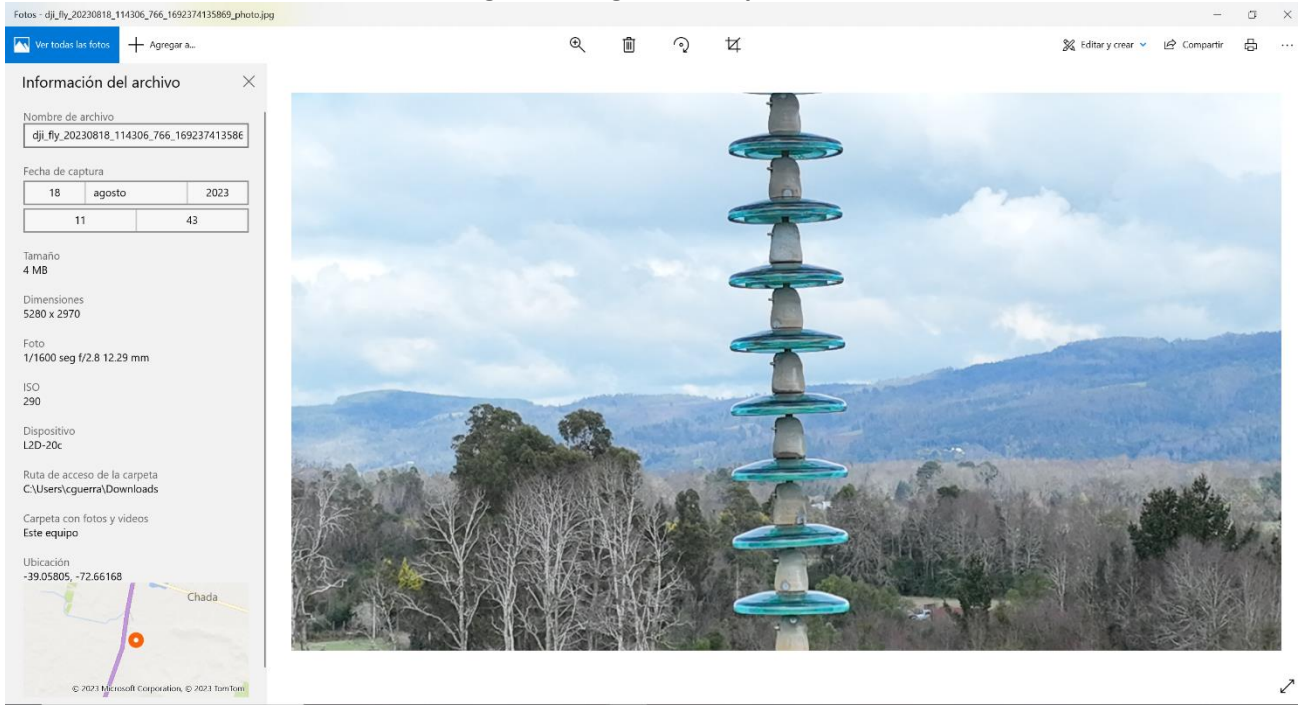 Fotos - dji_fly_20230818_114306_766_1692374135869_photo.jpg
Ver todas las fotos
Agregar a...
Editar y crear
Compartir
Información del archivo
Nombre de archivo
dji_fly_20230818_114306_766_169237413586
Fecha de captura
18 agosto 2023
11 43
Tamaño
4 MB
Dimensiones
5280 x 2970
Foto
1/1600 seg f/2.8 12.29 mm
ISO
290
Dispositivo
L2D-20c
Ruta de acceso de la carpeta
C:\Users\cguerra\Downloads
Carpeta con fotos y videos
Este equipo
Ubicación
-39.05805, -72.66168
Chada
© 2023 Microsoft Corporation, © 2023 TomTom